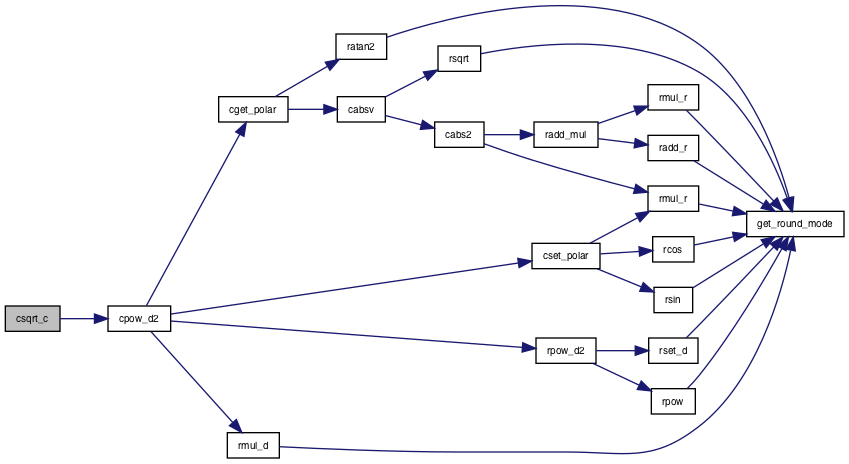 ratan2
rsqrt
cget_polar
cabsv
rmul_r
cabs2
radd_mul
radd_r
rmul_r
get_round_mode
cset_polar
rcos
rsin
csqrt_c
cpow_d2
rpow_d2
rset_d
rpow
rmul_d